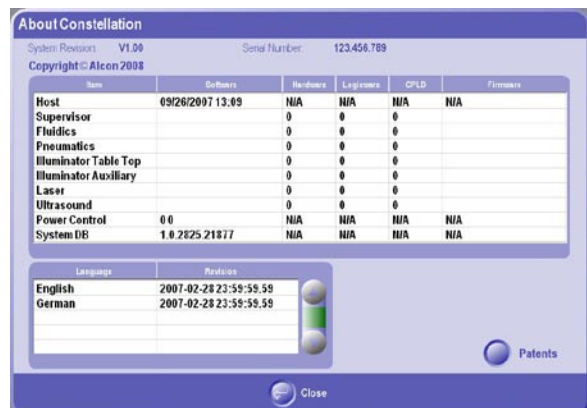 About Constellation
System Revision: V1.00 Serial Number: 123.456.789
Copyright© Alcon 2008
Item Software Hardware Logicware CPLD Firmware
Host 09/26/2007 13:09 N/A N/A N/A N/A
Supervisor 0 0 0
Fluidics 0 0 0
Pneumatics 0 0 0
Illuminator Table Top 0 0 0
Illuminator Auxiliary 0 0 0
Laser 0 0 0
Ultrasound 0 0 0
Power Control 0 0 N/A N/A N/A N/A
System DB 1.0.2825.21877 N/A N/A N/A N/A
Language Revision
English 2007-02-28 23:59:59.59
German 2007-02-28 23:59:59.59
Patents
Close